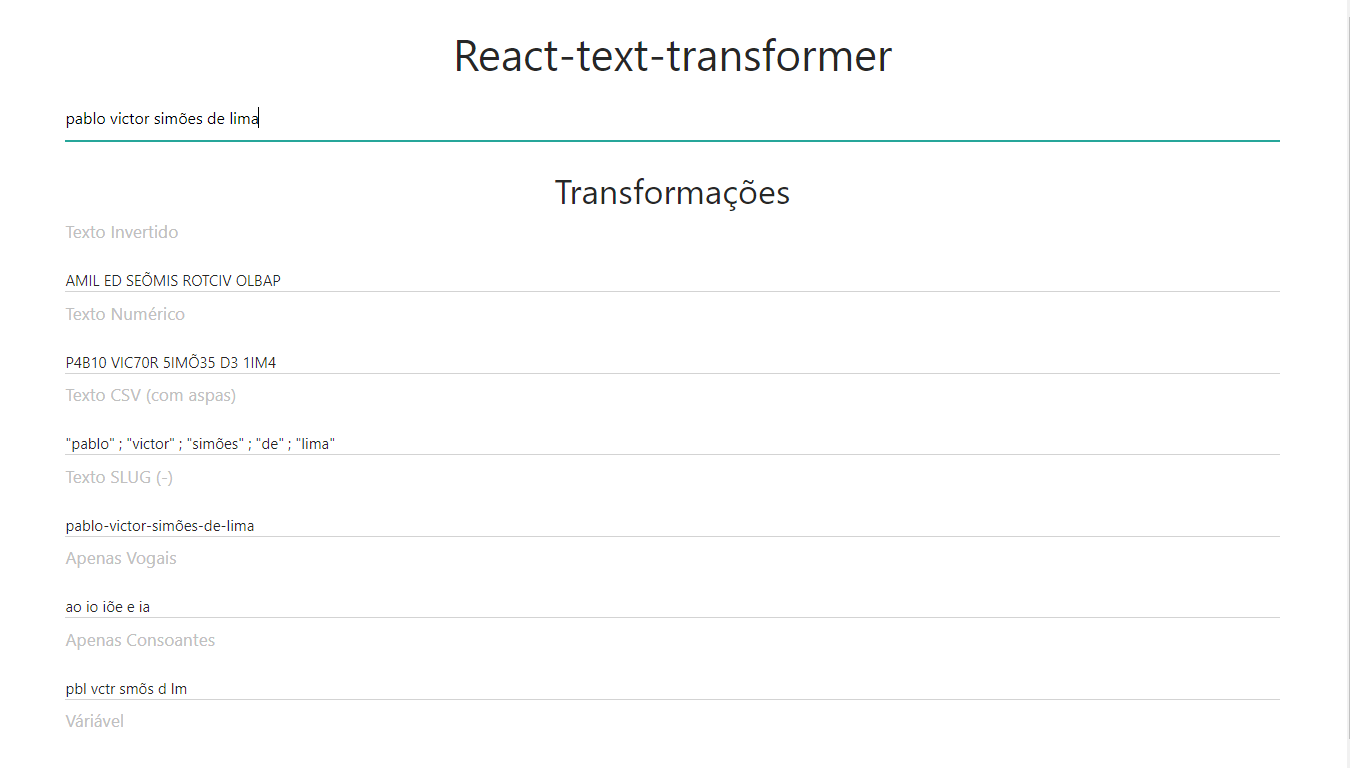 React-text-transformer
pablo victor simões de lima
Transformações
Texto Invertido
AMIL ED SEÕMIS ROTCIV OLBAP
Texto Numérico
P4B10 VIC70R 5IMÕ35 D3 1IM4
Texto CSV (com aspas)
"pablo" ; "victor" ; "simões" ; "de" ; "lima"
Texto SLUG (-)
pablo-victor-simões-de-lima
Apenas Vogais
ao io iõe e ia
Apenas Consoantes
pbl vctr smõs d lm
Váriável